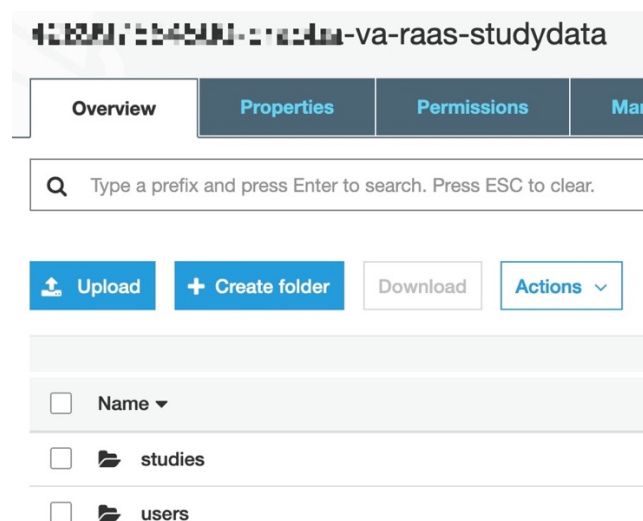 -va-raas-studydata
Overview Properties Permissions Mar
Type a prefix and press Enter to search. Press ESC to clear.
Upload + Create folder Download Actions
Name
studies
users